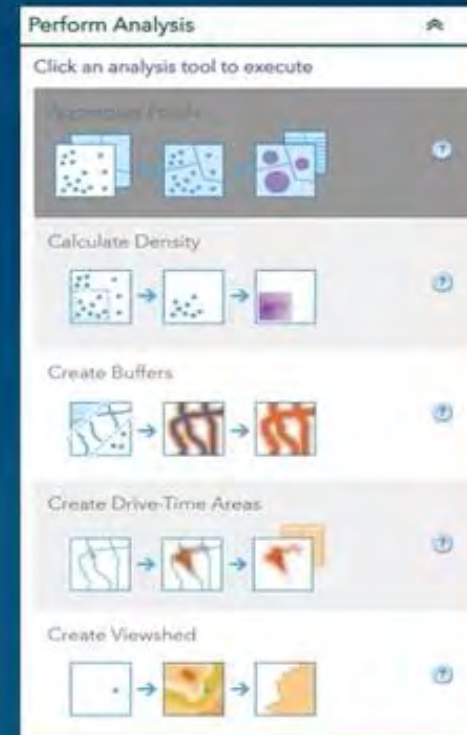 Perform Analysis
Click an analysis tool to execute
Calculate Density
Create Buffers
Create Drive-Time Areas
Create Viewshed